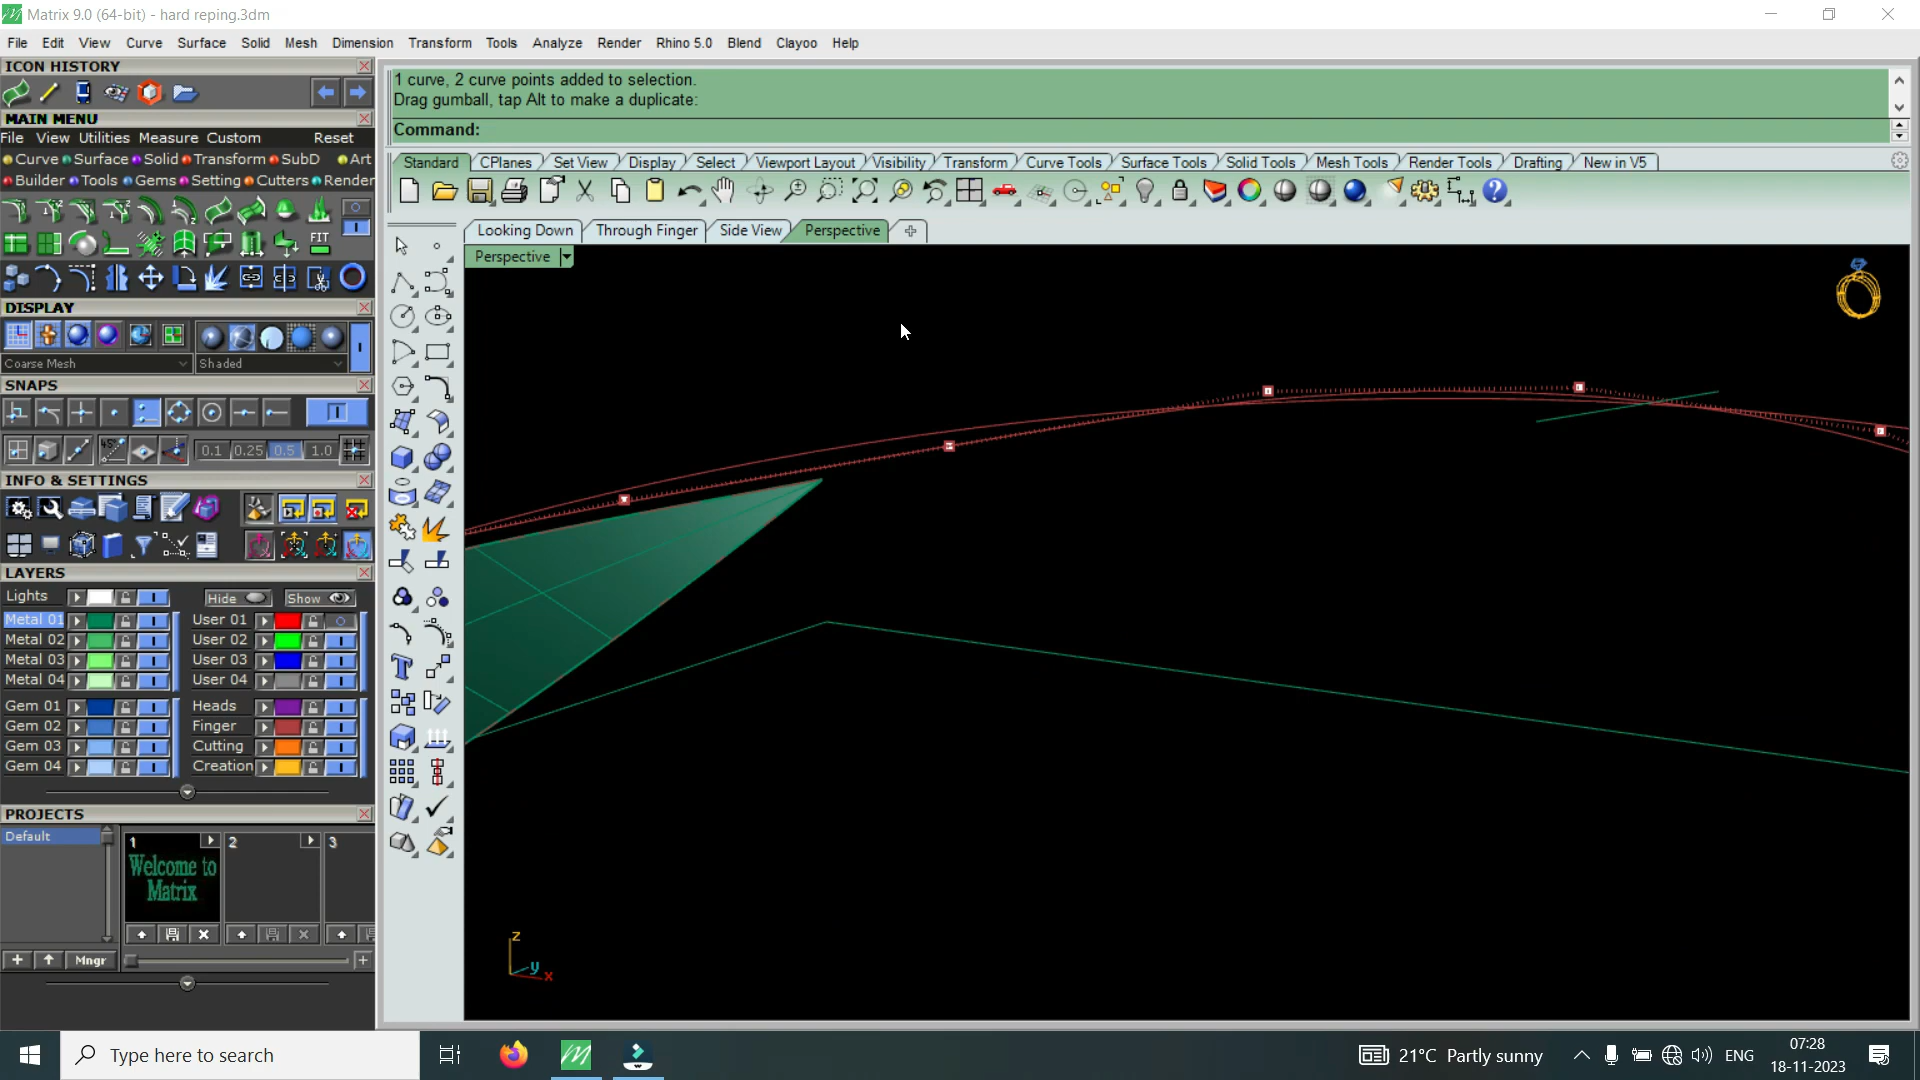 Matrix 9.0 (64-bit) - hard reping.3dm
File Edit View Curve Surface Solid Mesh Dimension Transform Tools Analyze Render Rhino 5.0 Blend Clayoo Help
ICON HISTORY
MAIN MENU
File View Utilities Measure Custom Reset
Curve Surface Solid Transform SubD Art
Builder Tools Gems Setting Cutters Render
FIT
DISPLAY
Coarse Mesh Shaded
SNAPS
45°
0.1 0.25 0.5 1.0
INFO & SETTINGS
LAYERS
Lights Hide Show
Metal 01 User 01
Metal 02 User 02
Metal 03 User 03
Metal 04 User 04
Gem 01 Heads
Gem 02 Finger
Gem 03 Cutting
Gem 04 Creation
PROJECTS
Default
1 2 3
Welcome to
Matrix
Mngr
1 curve, 2 curve points added to selection.
Drag gumball, tap Alt to make a duplicate:
Command:
Standard CPlanes Set View Display Select Viewport Layout Visibility Transform Curve Tools Surface Tools Solid Tools Mesh Tools Render Tools Drafting New in V5
Looking Down Through Finger Side View Perspective
Perspective
z
y
x
Type here to search
21°C Partly sunny
ENG
07:28
18-11-2023